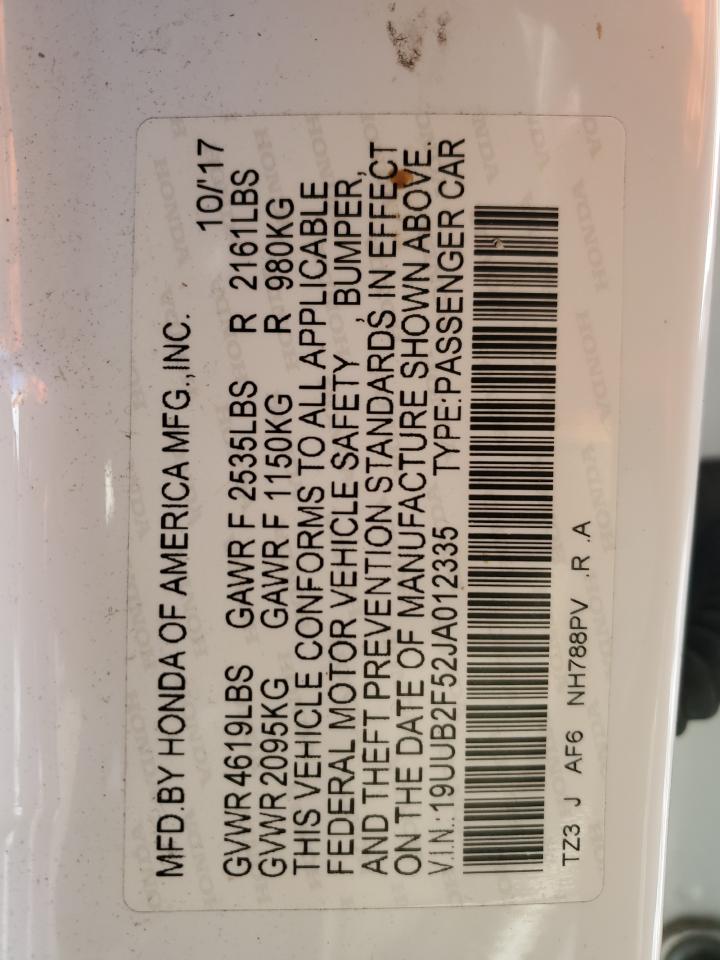 MFD.BY HONDA OF AMERICA MFG.,INC.
10/'17
GVWR 4619LBS GAWR F 2535LBS R 2161LBS
GVWR 2095KG GAWR F 1150KG R 980KG
THIS VEHICLE CONFORMS TO ALL APPLICABLE
FEDERAL MOTOR VEHICLE SAFETY , BUMPER,
AND THEFT PREVENTION STANDARDS IN EFFECT
ON THE DATE OF MANUFACTURE SHOWN ABOVE.
V.I.N.:19UUB2F52JA012335 TYPE:PASSENGER CAR
TZ3 J AF6 NH788PV .R .A